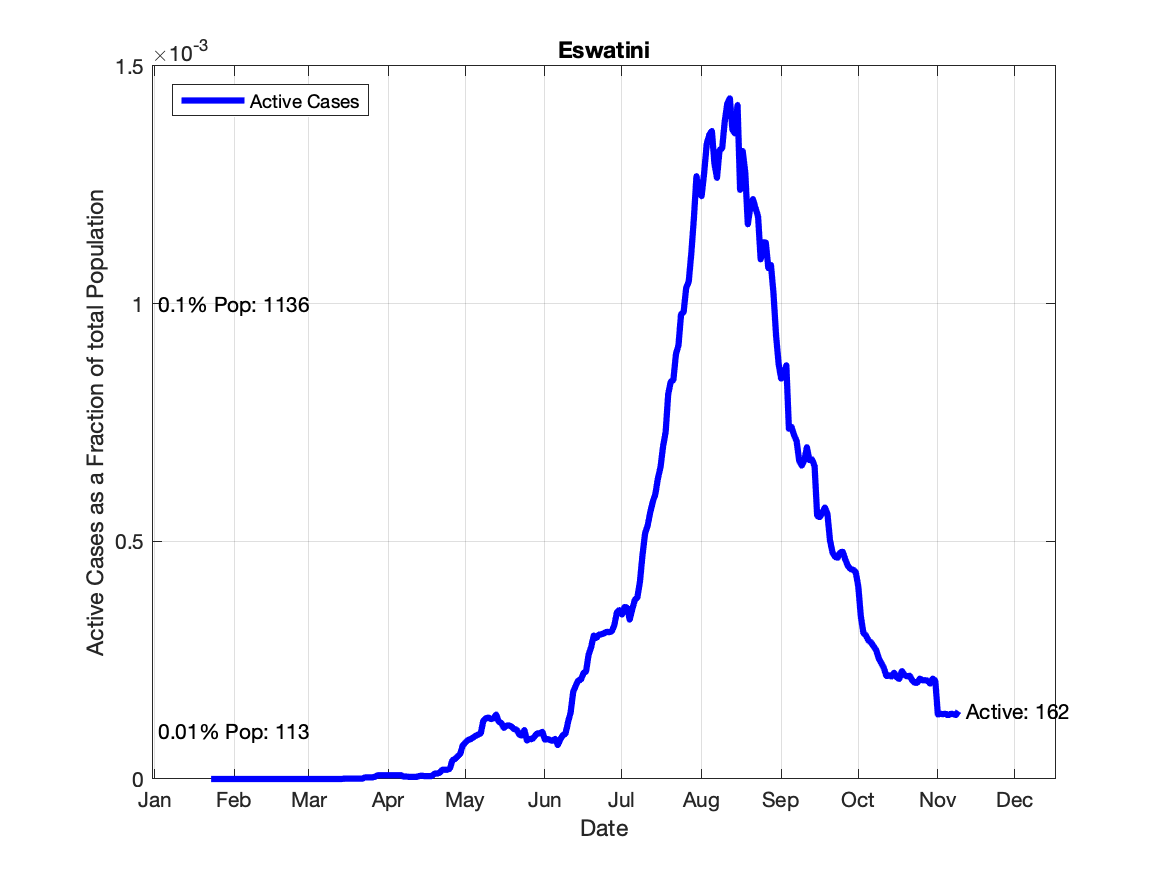 Eswatini
×10-3
1.5
Active Cases
1
0.1% Pop: 1136
0.5
0.01% Pop: 113
Active: 162
0
Jan Feb Mar Apr May Jun Jul Aug Sep Oct Nov Dec
Date
Active Cases as a Fraction of total Population